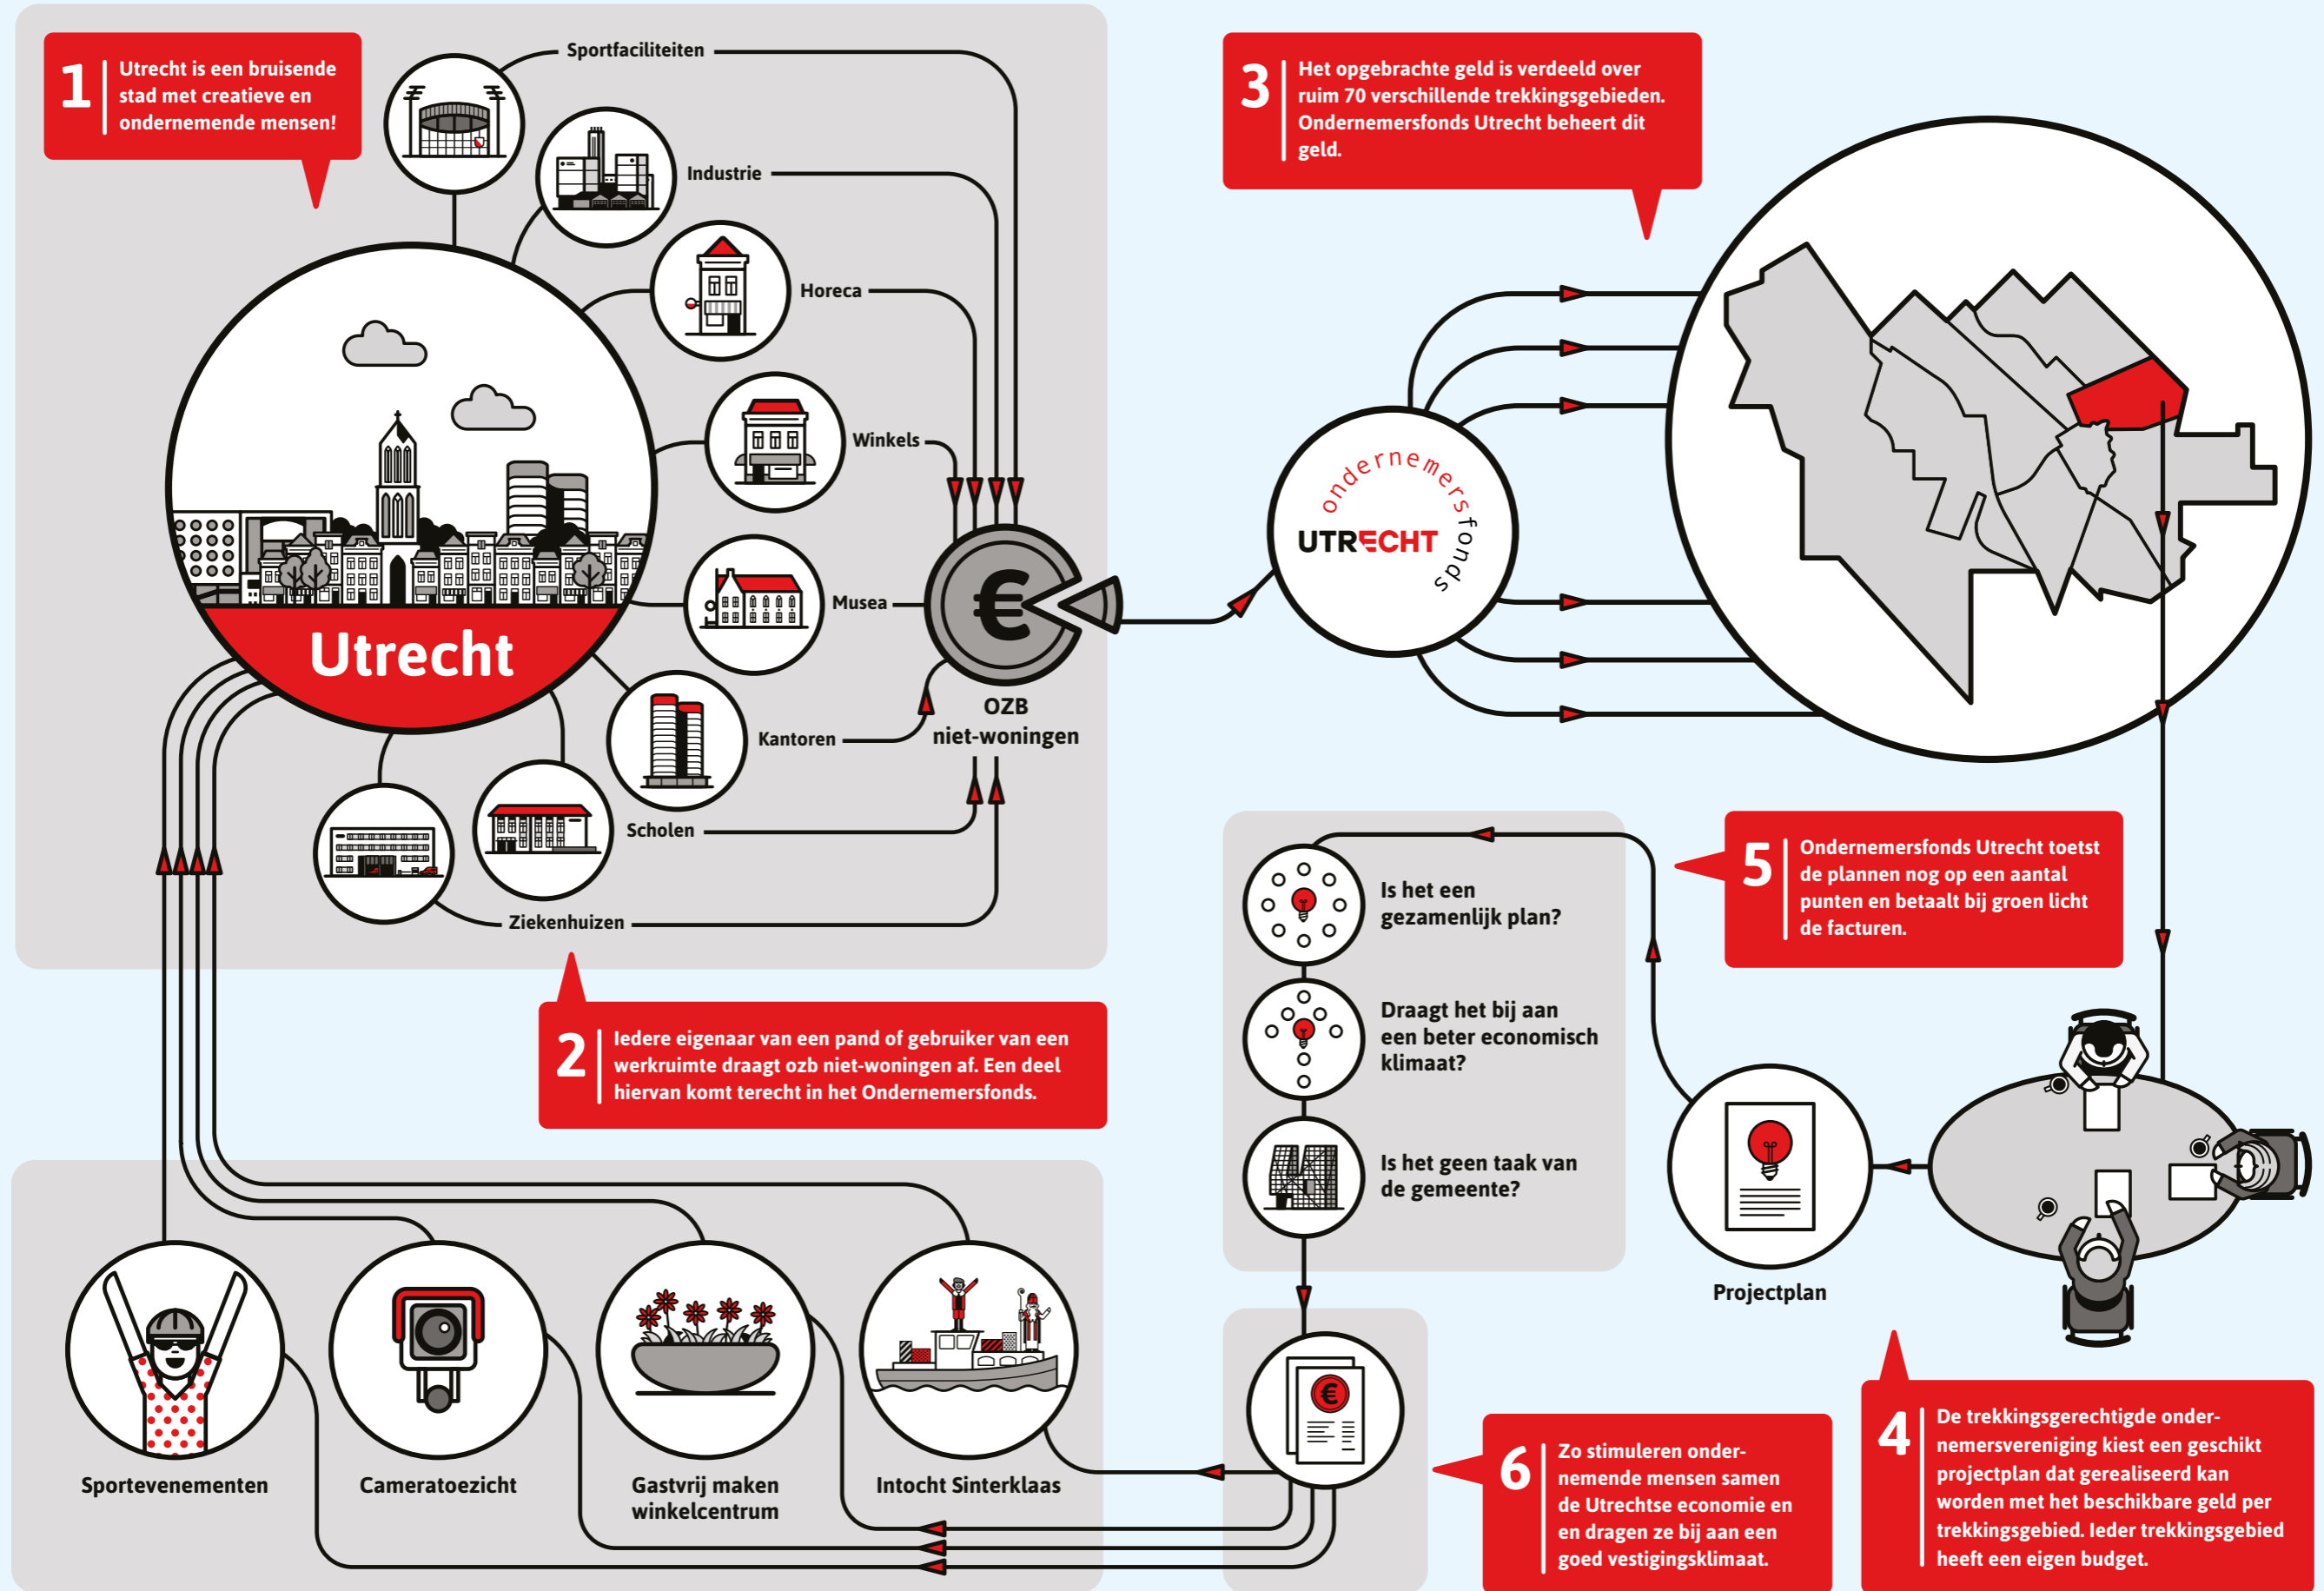 1
Utrecht is een bruisende
stad met creatieve en
ondernemende mensen!
Sportfaciliteiten
Industrie
Horeca
Winkels
Musea
Kantoren
Scholen
Ziekenhuizen
Utrecht
€
OZB
niet-woningen
2
Iedere eigenaar van een pand of gebruiker van een
werkruimte draagt ozb niet-woningen af. Een deel
hiervan komt terecht in het Ondernemersfonds.
3
Het opgebrachte geld is verdeeld over
ruim 70 verschillende trekkingsgebieden.
Ondernemersfonds Utrecht beheert dit
geld.
ondernemersfonds
UTRECHT
4
De trekkingsgerechtigde onder-
nemersvereniging kiest een geschikt
projectplan dat gerealiseerd kan
worden met het beschikbare geld per
trekkingsgebied. Ieder trekkingsgebied
heeft een eigen budget.
Projectplan
5
Ondernemersfonds Utrecht toetst
de plannen nog op een aantal
punten en betaalt bij groen licht
de facturen.
Is het een
gezamenlijk plan?
Draagt het bij aan
een beter economisch
klimaat?
Is het geen taak van
de gemeente?
€
6
Zo stimuleren onder-
nemende mensen samen
de Utrechtse economie en
en dragen ze bij aan een
goed vestigingsklimaat.
Sportevenementen
Cameratoezicht
Gastvrij maken
winkelcentrum
Intocht Sinterklaas